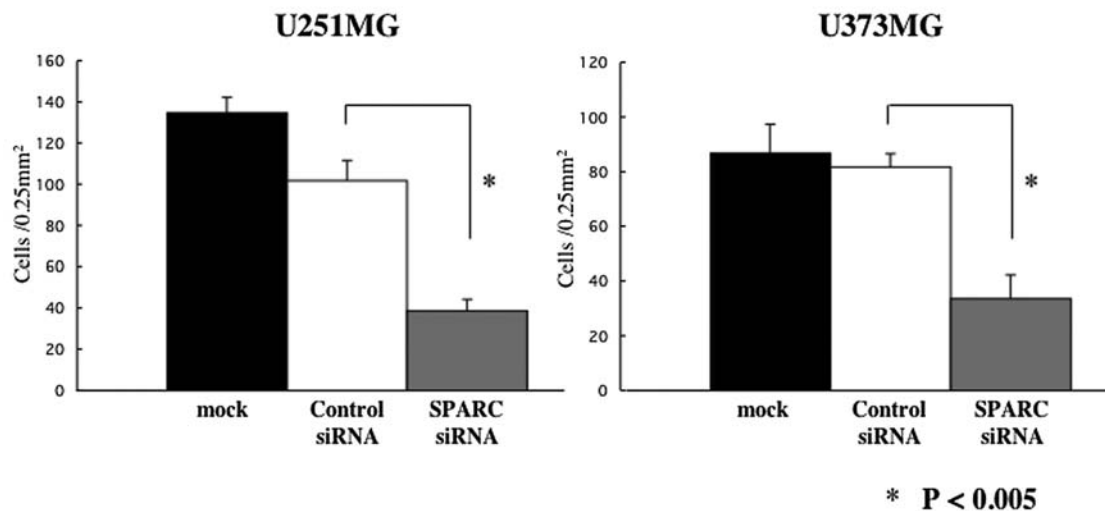 U251MG
Cells /0.25mm²
160
140
120
100
80
60
40
20
0
*
mock
Control
siRNA
SPARC
siRNA
U373MG
Cells /0.25mm²
120
100
80
60
40
20
0
*
mock
Control
siRNA
SPARC
siRNA
* P < 0.005